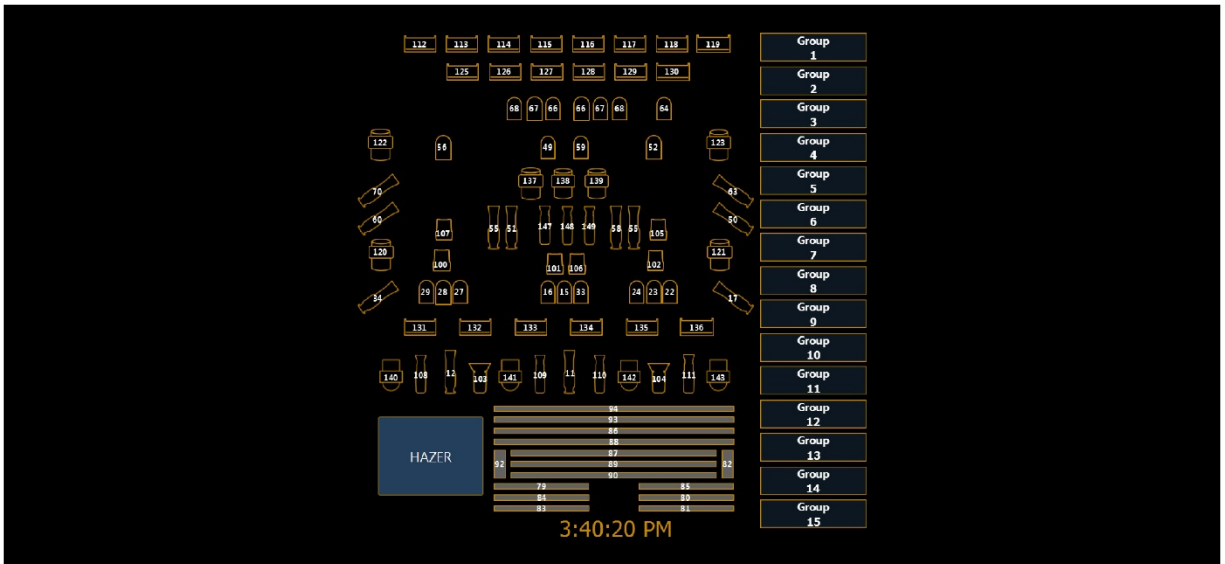 112 113 114 115 116 117 118 119
125 126 127 128 129 130
68 67 66 66 67 68 64
122 56 49 59 52 123
137 138 139
70 63
60 55 51 147 148 149 58 55 50
107 105
120 100 101 106 102 121
29 28 27 16 15 33 24 23 22
34 17
131 132 133 134 135 136
140 108 12 103 141 109 11 110 142 104 111 143
94
93
86
88
87
92 89 82
90
79 85
84 80
83 81
HAZER
3:40:20 PM
Group
1
Group
2
Group
3
Group
4
Group
5
Group
6
Group
7
Group
8
Group
9
Group
10
Group
11
Group
12
Group
13
Group
14
Group
15